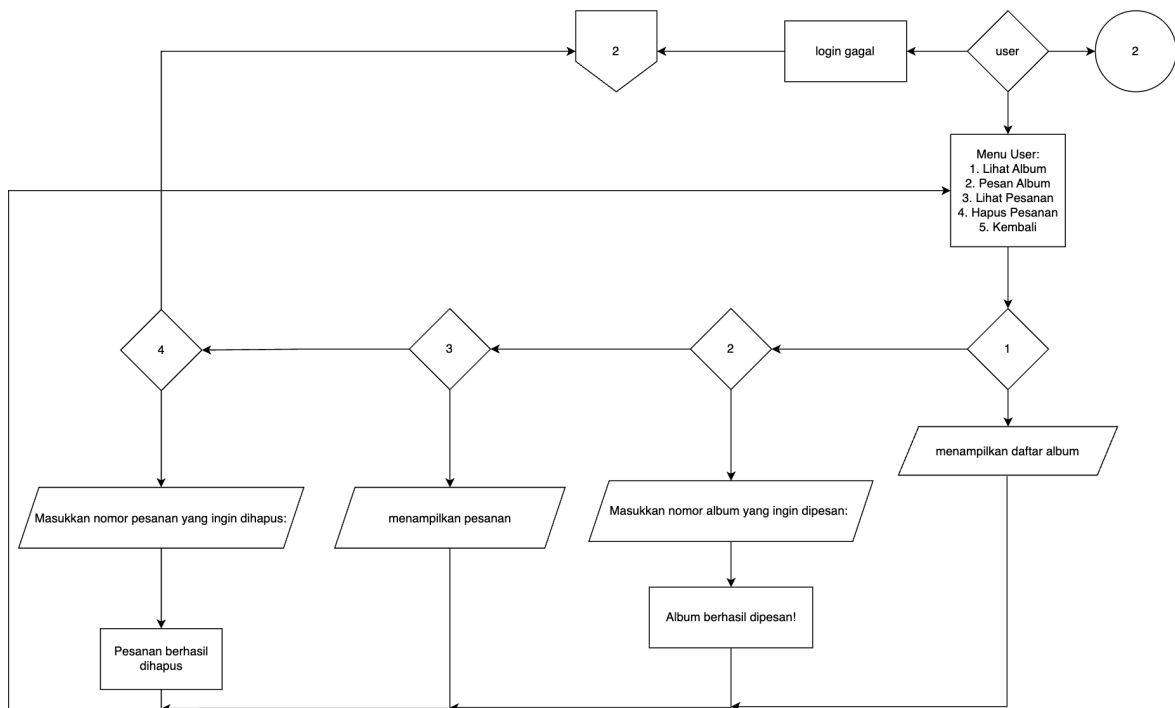 2
login gagal
user
2
Menu User:
1. Lihat Album
2. Pesan Album
3. Lihat Pesanan
4. Hapus Pesanan
5. Kembali
4
3
2
1
menampilkan daftar album
Masukkan nomor pesanan yang ingin dihapus:
menampilkan pesanan
Masukkan nomor album yang ingin dipesan:
Album berhasil dipesan!
Pesanan berhasil
dihapus